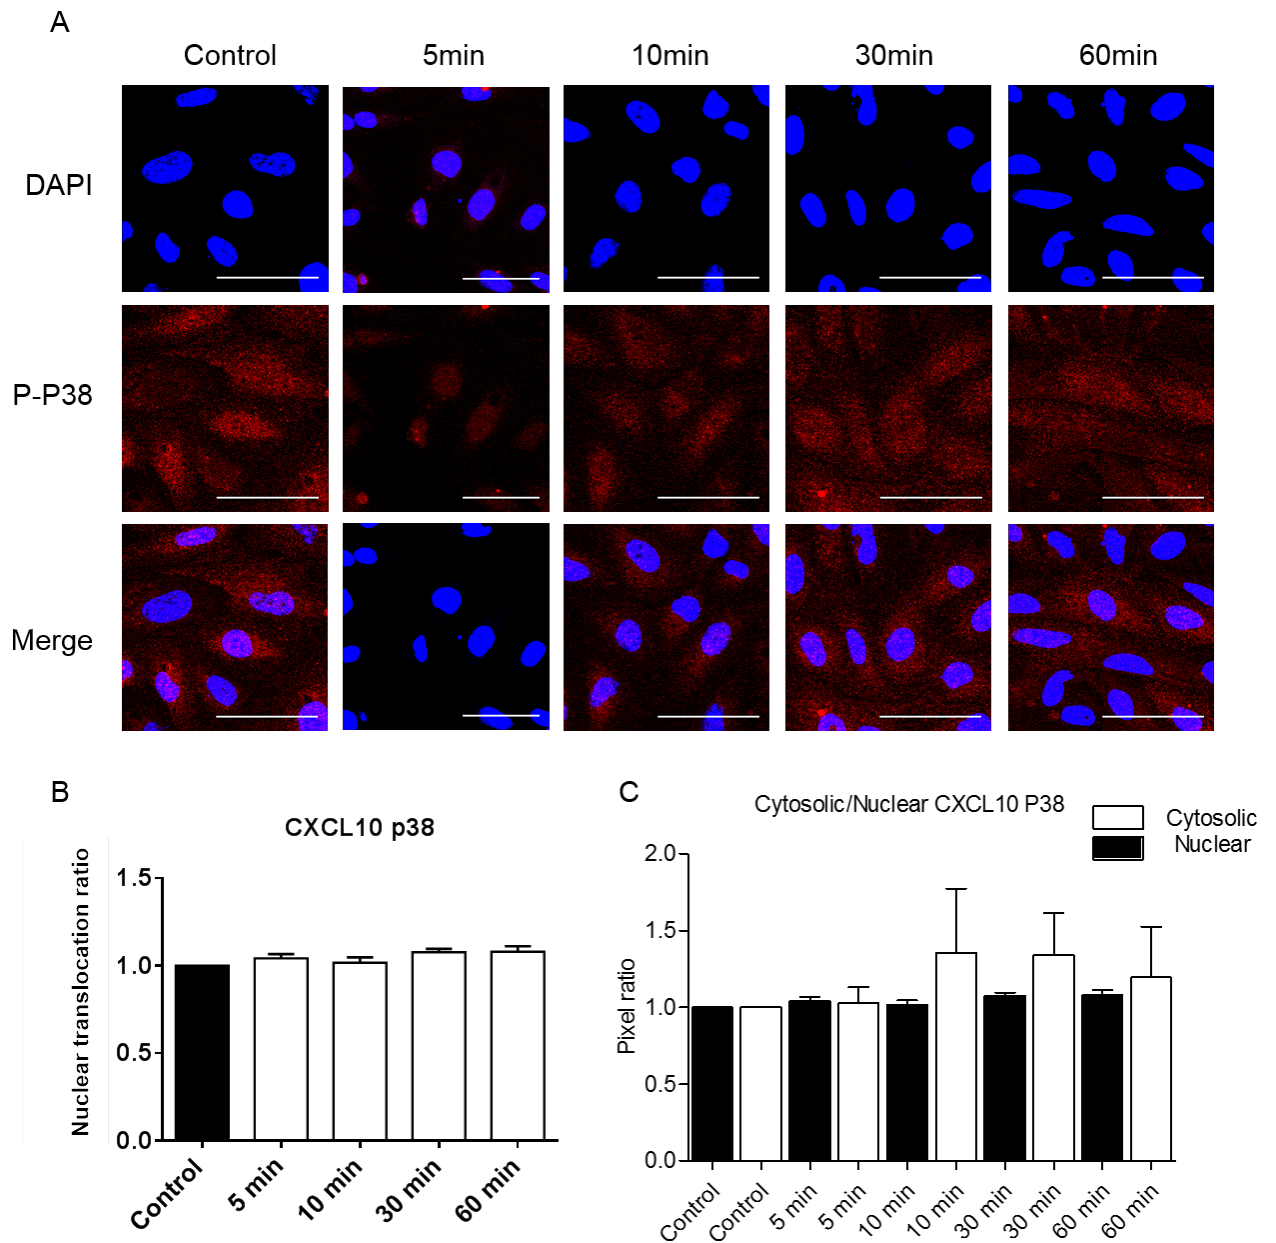 A
Control 5min 10min 30min 60min
DAPI
P-P38
Merge
B
CXCL10 p38
Nuclear translocation ratio
1.5
1.0
0.5
0.0
Control 5 min 10 min 30 min 60 min
C
Cytosolic/Nuclear CXCL10 P38
Cytosolic
Nuclear
Pixel ratio
2.0
1.5
1.0
0.5
0.0
Control Control 5 min 5 min 10 min 10 min 30 min 30 min 60 min 60 min